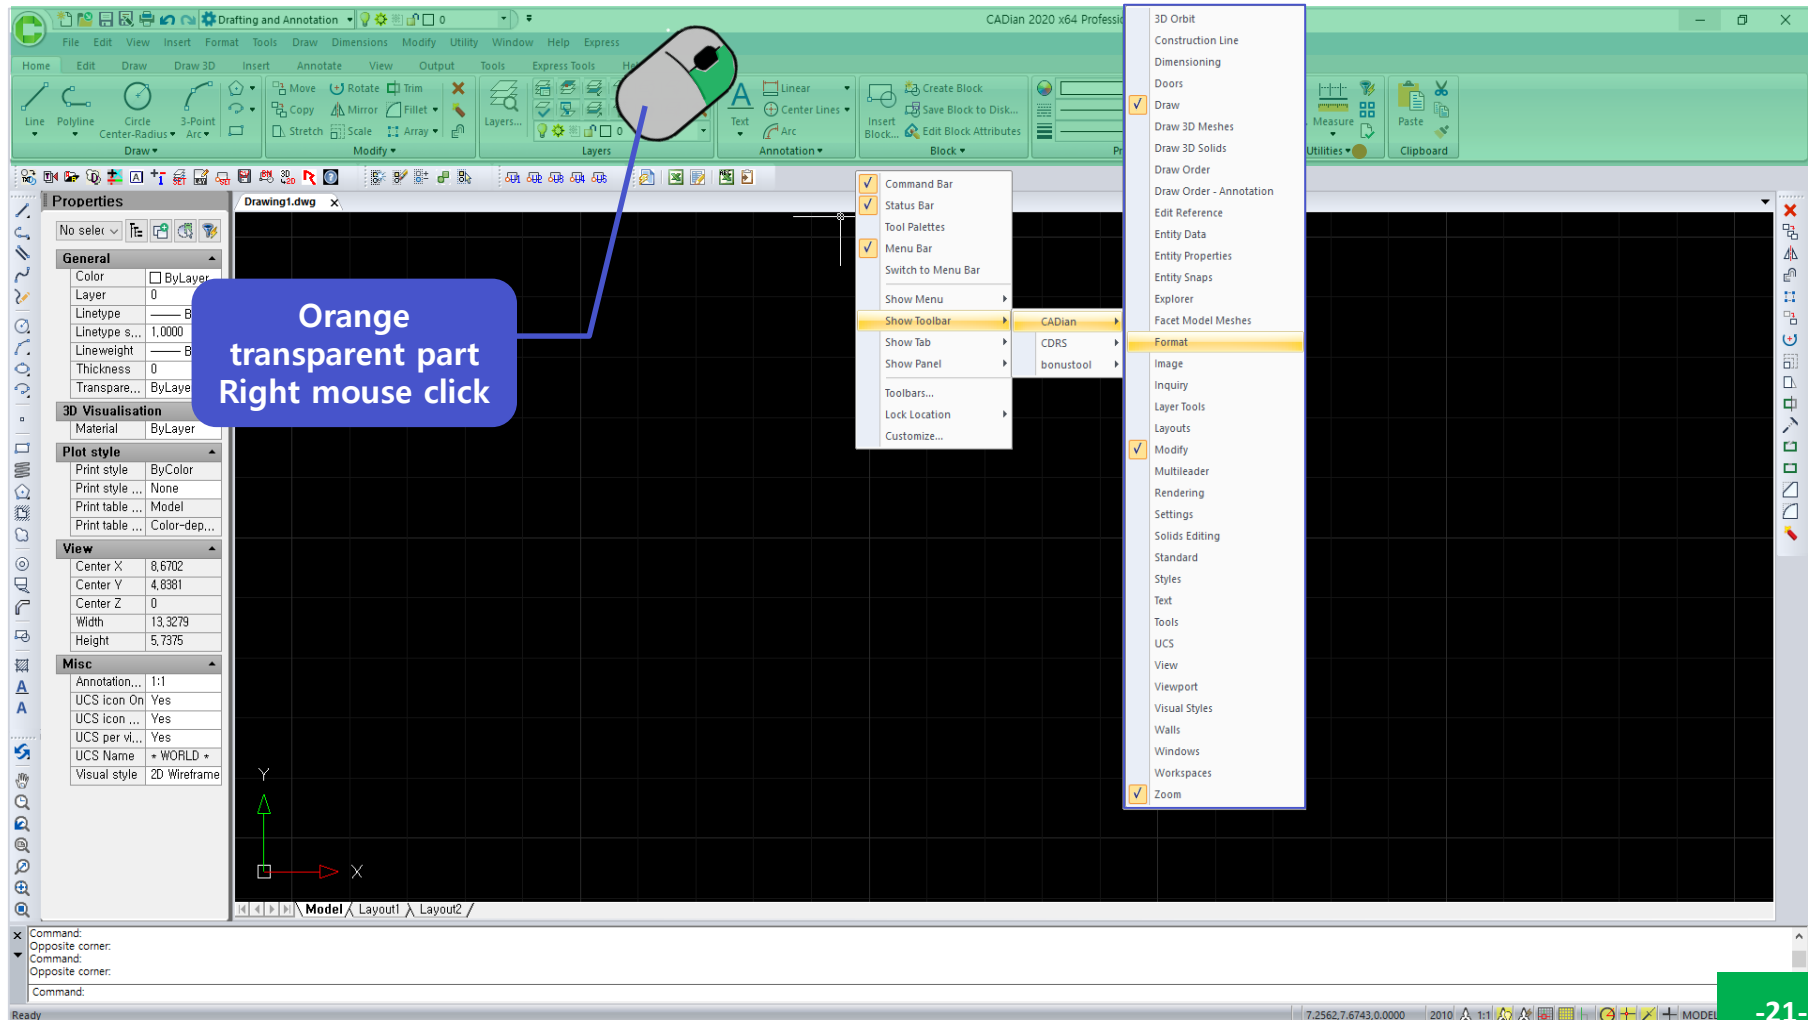 Drafting and Annotation
0
CADian 2020 x64 Professio
File Edit View Insert Format Tools Draw Dimensions Modify Utility Window Help Express
Home Edit Draw Draw 3D Insert Annotate View Output Tools Express Tools
Line
Polyline
Circle
Center-Radius
3-Point
Arc
Draw
Move Rotate Trim
Copy Mirror Fillet
Stretch Scale Array
Modify
Layers...
0
Layers
Text
Linear
Center Lines
Arc
Annotation
Insert
Block...
Create Block
Save Block to Disk...
Edit Block Attributes
Block
Measure
Utilities
Paste
Clipboard
Properties
No selec
General
Color ByLayer
Layer 0
Linetype
Linetype s... 1,0000
Lineweight
Thickness 0
Transpare... ByLaye
3D Visualisation
Material ByLayer
Plot style
Print style ByColor
Print style ... None
Print table ... Model
Print table ... Color-dep...
View
Center X 8,6702
Center Y 4,8381
Center Z 0
Width 13,3279
Height 5,7375
Misc
Annotation... 1:1
UCS icon On Yes
UCS icon ... Yes
UCS per vi... Yes
UCS Name * WORLD *
Visual style 2D Wireframe
Drawing1.dwg x
Orange
transparent part
Right mouse click
Command Bar
Status Bar
Tool Palettes
Menu Bar
Switch to Menu Bar
Show Menu
Show Toolbar
Show Tab
Show Panel
Toolbars...
Lock Location
Customize...
CADian
CDRS
bonustool
3D Orbit
Construction Line
Dimensioning
Doors
Draw
Draw 3D Meshes
Draw 3D Solids
Draw Order
Draw Order - Annotation
Edit Reference
Entity Data
Entity Properties
Entity Snaps
Explorer
Facet Model Meshes
Format
Image
Inquiry
Layer Tools
Layouts
Modify
Multileader
Rendering
Settings
Solids Editing
Standard
Styles
Text
Tools
UCS
View
Viewport
Visual Styles
Walls
Windows
Workspaces
Zoom
Y
X
Model Layout1 Layout2
Command:
Opposite corner:
Command:
Opposite corner:
Command:
Ready
7.2562,7.6743,0.0000 2010 1:1 MODEL
-21-